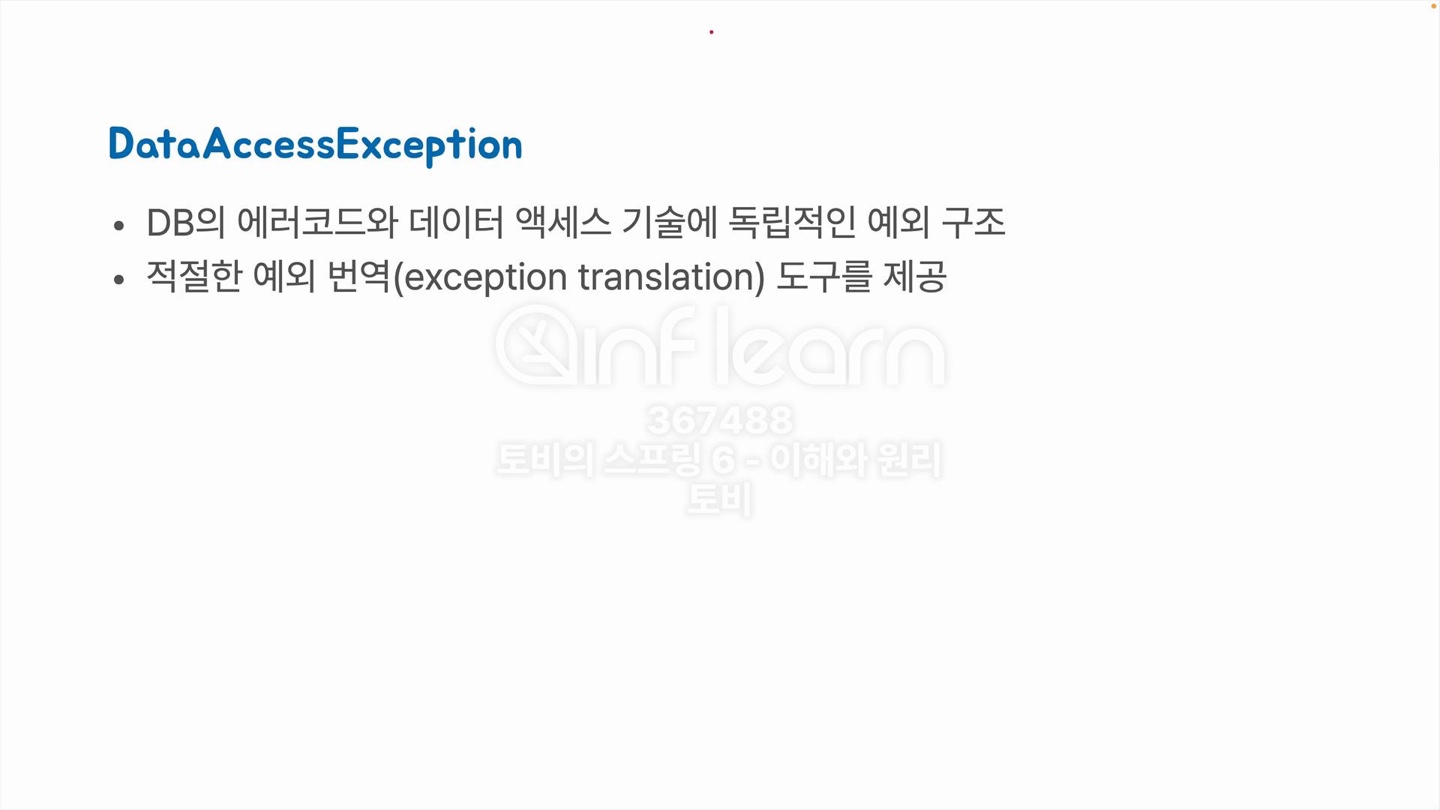 DataAccessException
• DB의 에러코드와 데이터 액세스 기술에 독립적인 예외 구조
• 적절한 예외 번역(exception translation) 도구를 제공
inflearn
367488
토비의 스프링 6 - 이해와 원리
토비